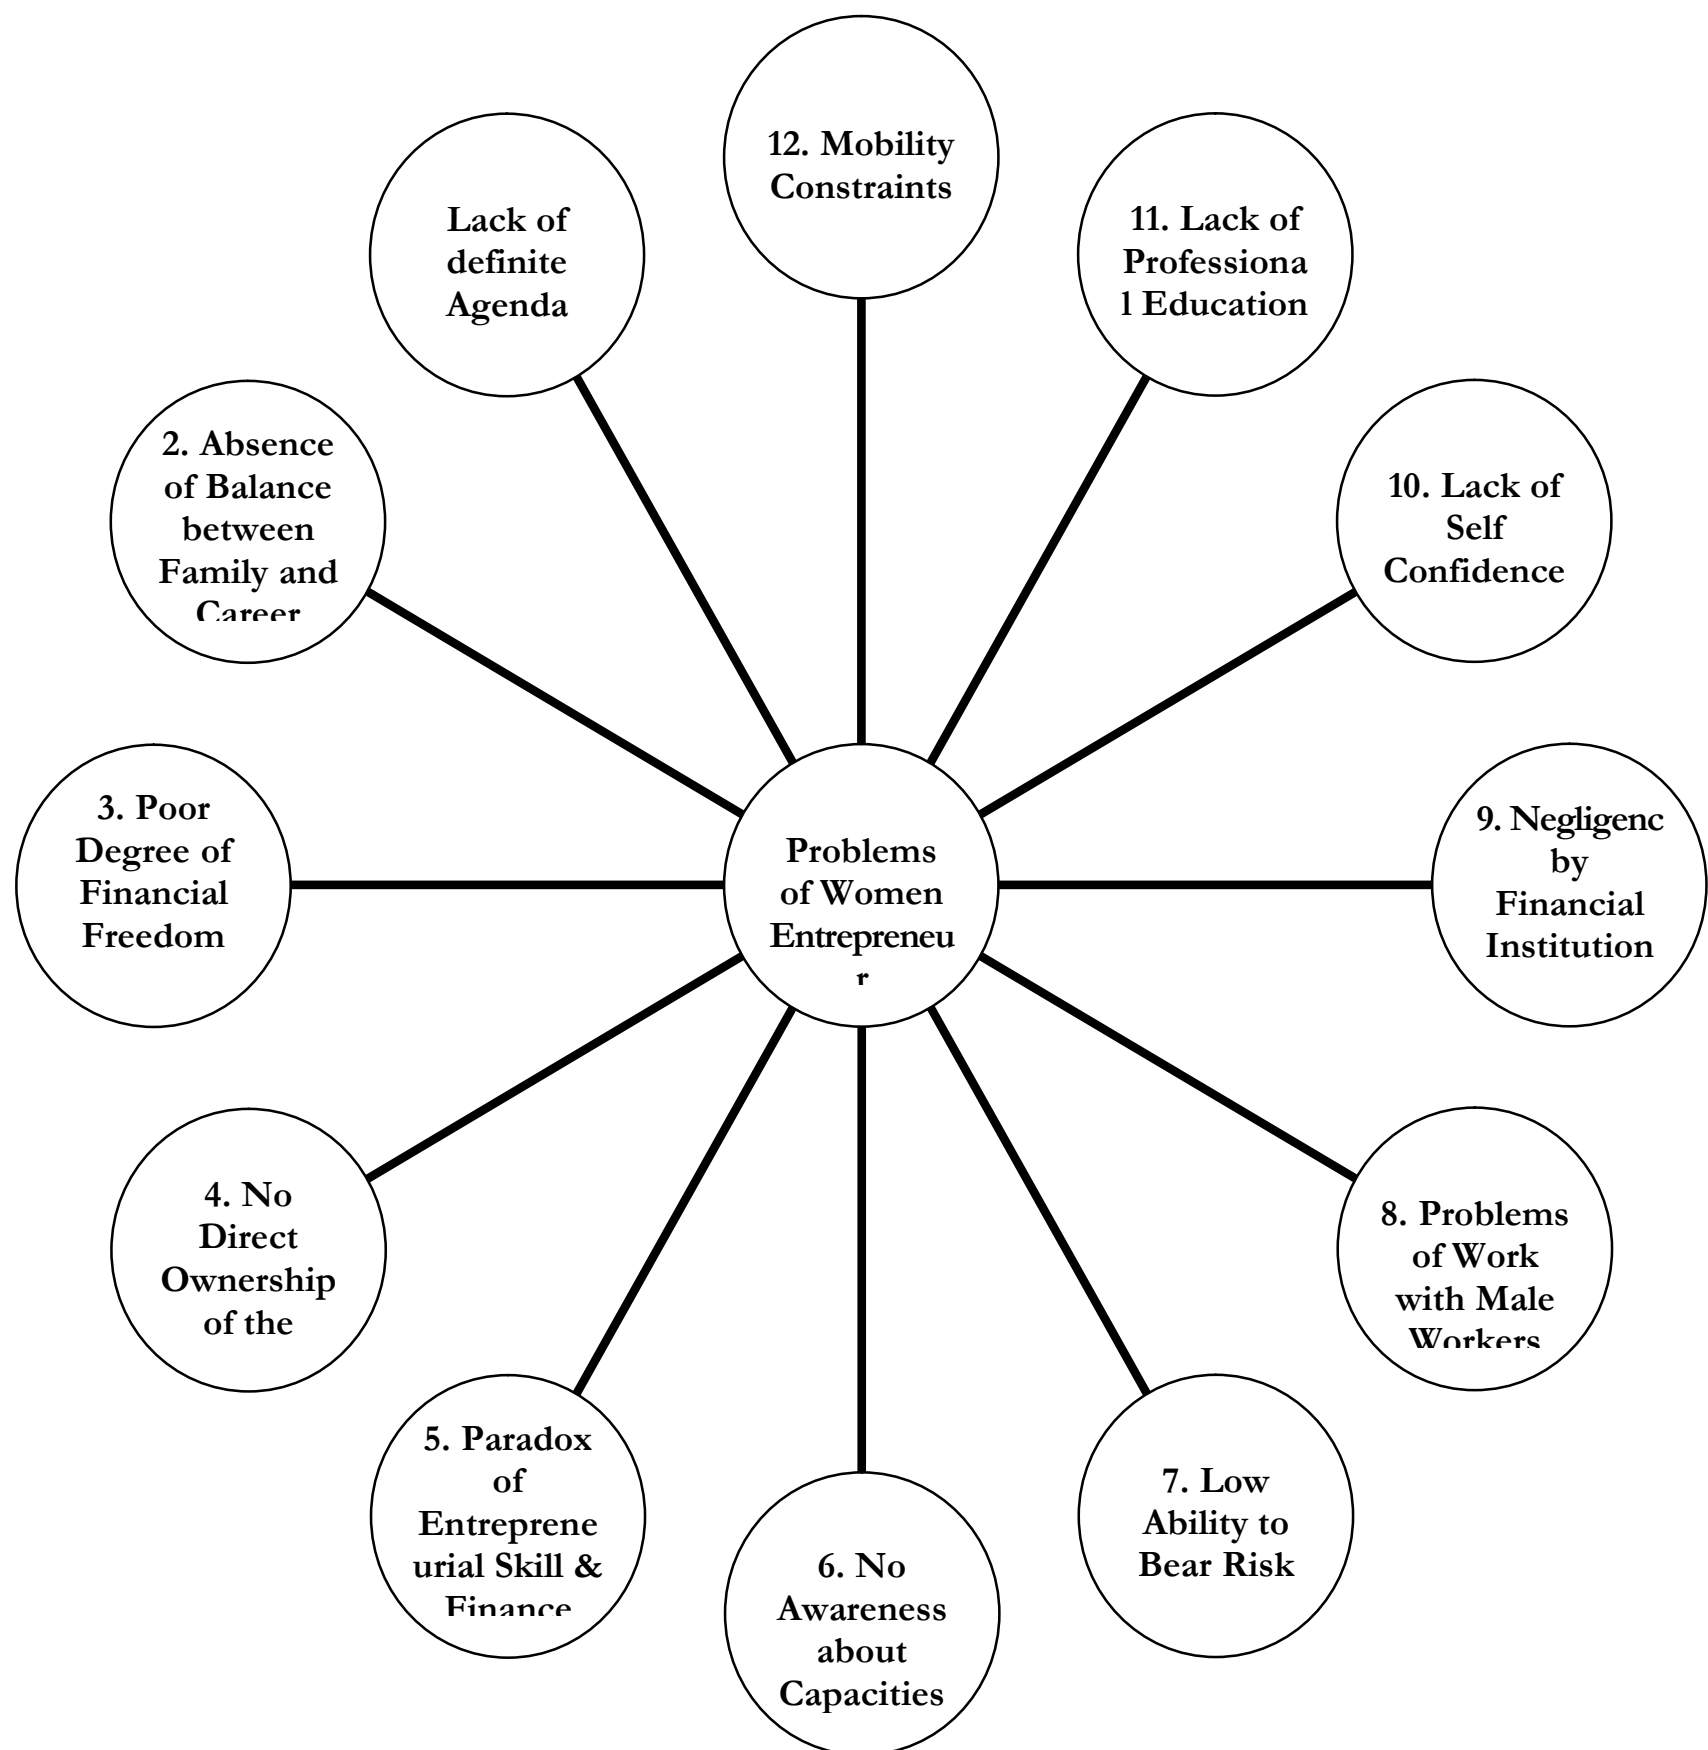 12. Mobility
Constraints
11. Lack of
Professiona
l Education
10. Lack of
Self
Confidence
9. Negligenc
by
Financial
Institution
8. Problems
of Work
with Male
Workers
7. Low
Ability to
Bear Risk
6. No
Awareness
about
Capacities
5. Paradox
of
Entreprene
urial Skill &
Finance
4. No
Direct
Ownership
of the
3. Poor
Degree of
Financial
Freedom
2. Absence
of Balance
between
Family and
Career
Lack of
definite
Agenda
Problems
of Women
Entrepreneu
r